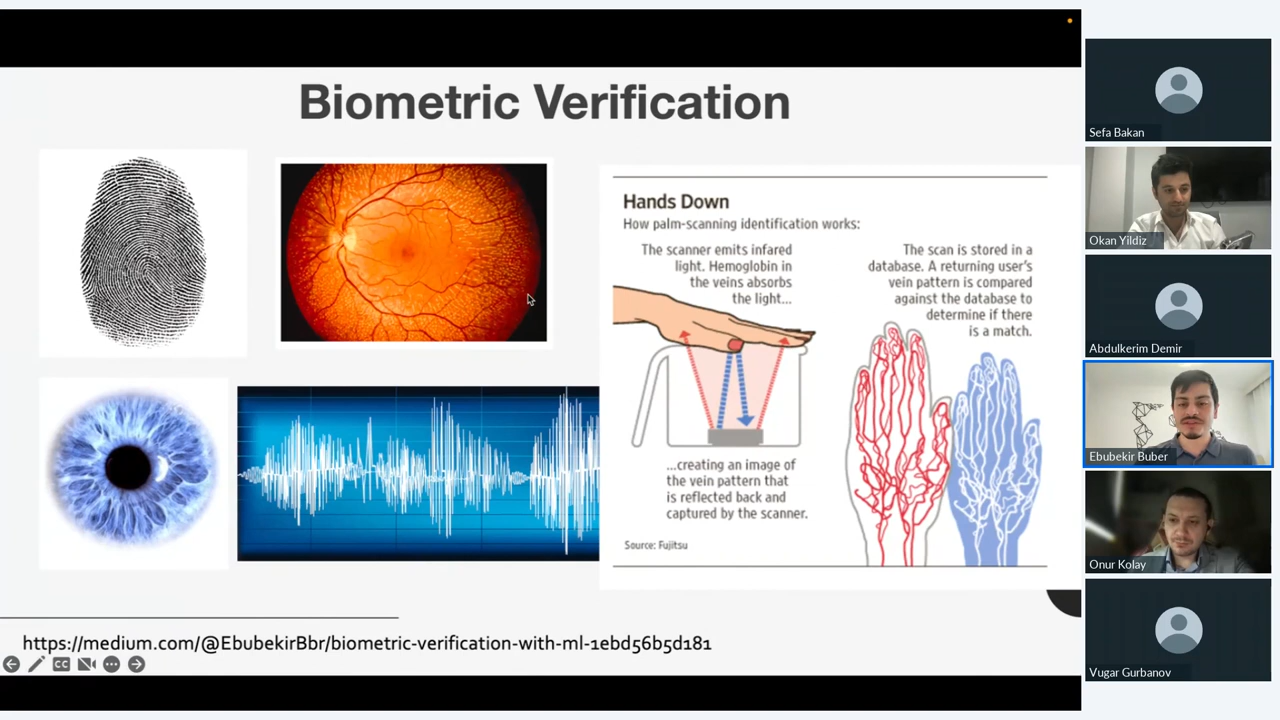 Biometric Verification
Hands Down
How palm-scanning identification works:
The scanner emits infared
light. Hemoglobin in
the veins absorbs
the light...
The scan is stored in a
database. A returning user's
vein pattern is compared
against the database to
determine if there
is a match.
...creating an image of
the vein pattern that
is reflected back and
captured by the scanner.
Source: Fujitsu
https://medium.com/@EbubekirBbr/biometric-verification-with-ml-1ebd56b5d181
CC
Sefa Bakan
Okan Yildiz
Abdulkerim Demir
Ebubekir Buber
Onur Kolay
Vugar Gurbanov